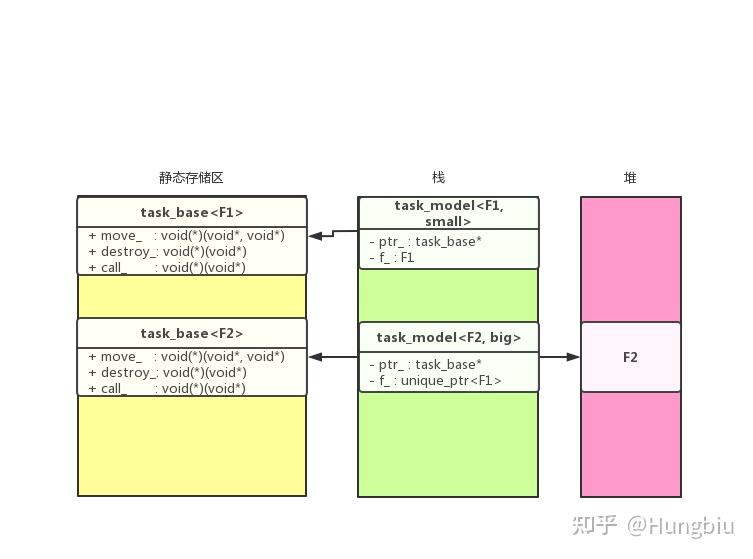 静态存储区
栈
堆
task_base<F1>
+ move_ : void(*)(void*, void*)
+ destroy_: void(*)(void*)
+ call_ : void(*)(void*)
task_model<F1,
small>
- ptr_ : task_base*
- f_ : F1
task_base<F2>
+ move_ : void(*)(void*, void*)
+ destroy_: void(*)(void*)
+ call_ : void(*)(void*)
task_model<F2, big>
- ptr_ : task_base*
- f_ : unique_ptr<F1>
F2
知乎 @Hungbiu